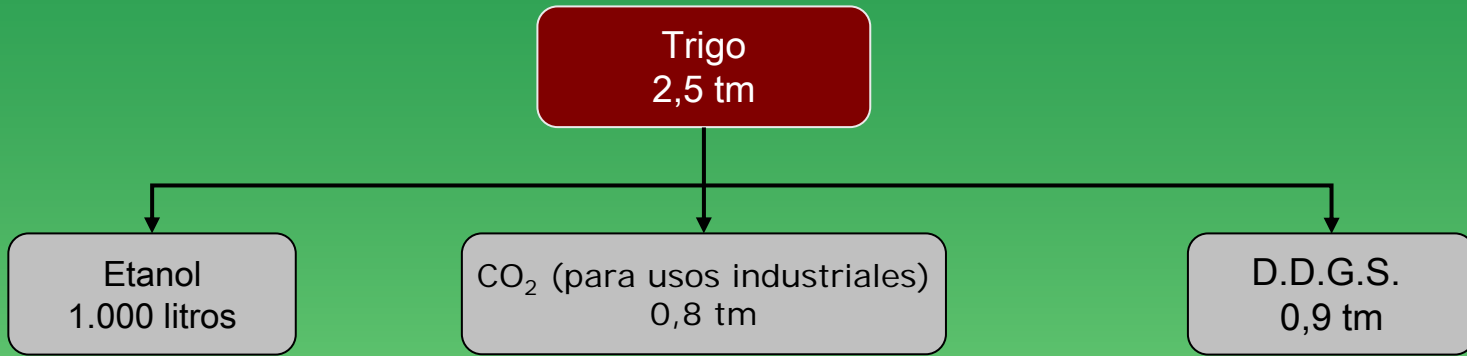 Trigo
2,5 tm
Etanol
1.000 litros
CO₂ (para usos industriales)
0,8 tm
D.D.G.S.
0,9 tm